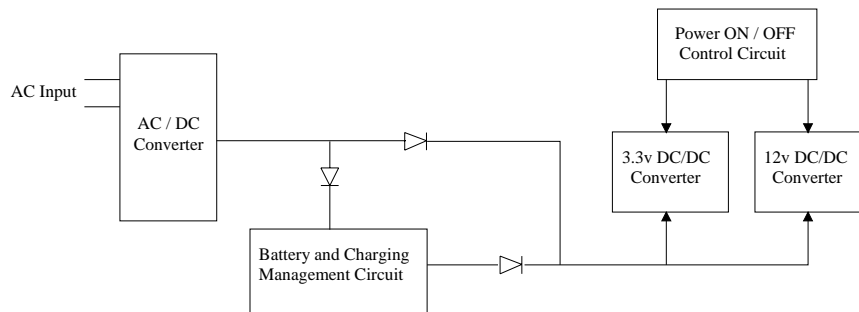 Power ON / OFF
Control Circuit
AC Input
AC / DC
Converter
3.3v DC/DC
Converter
12v DC/DC
Converter
Battery and Charging
Management Circuit